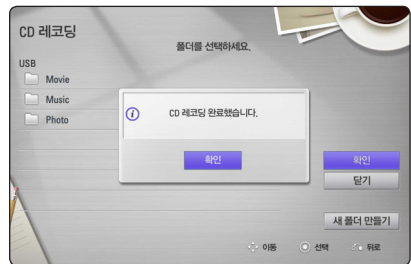 CD 레코딩
폴더를 선택하세요.
USB
Movie
Music
Photo
CD 레코딩 완료했습니다.
확인
확인
닫기
새 폴더 만들기
이동 선택 뒤로